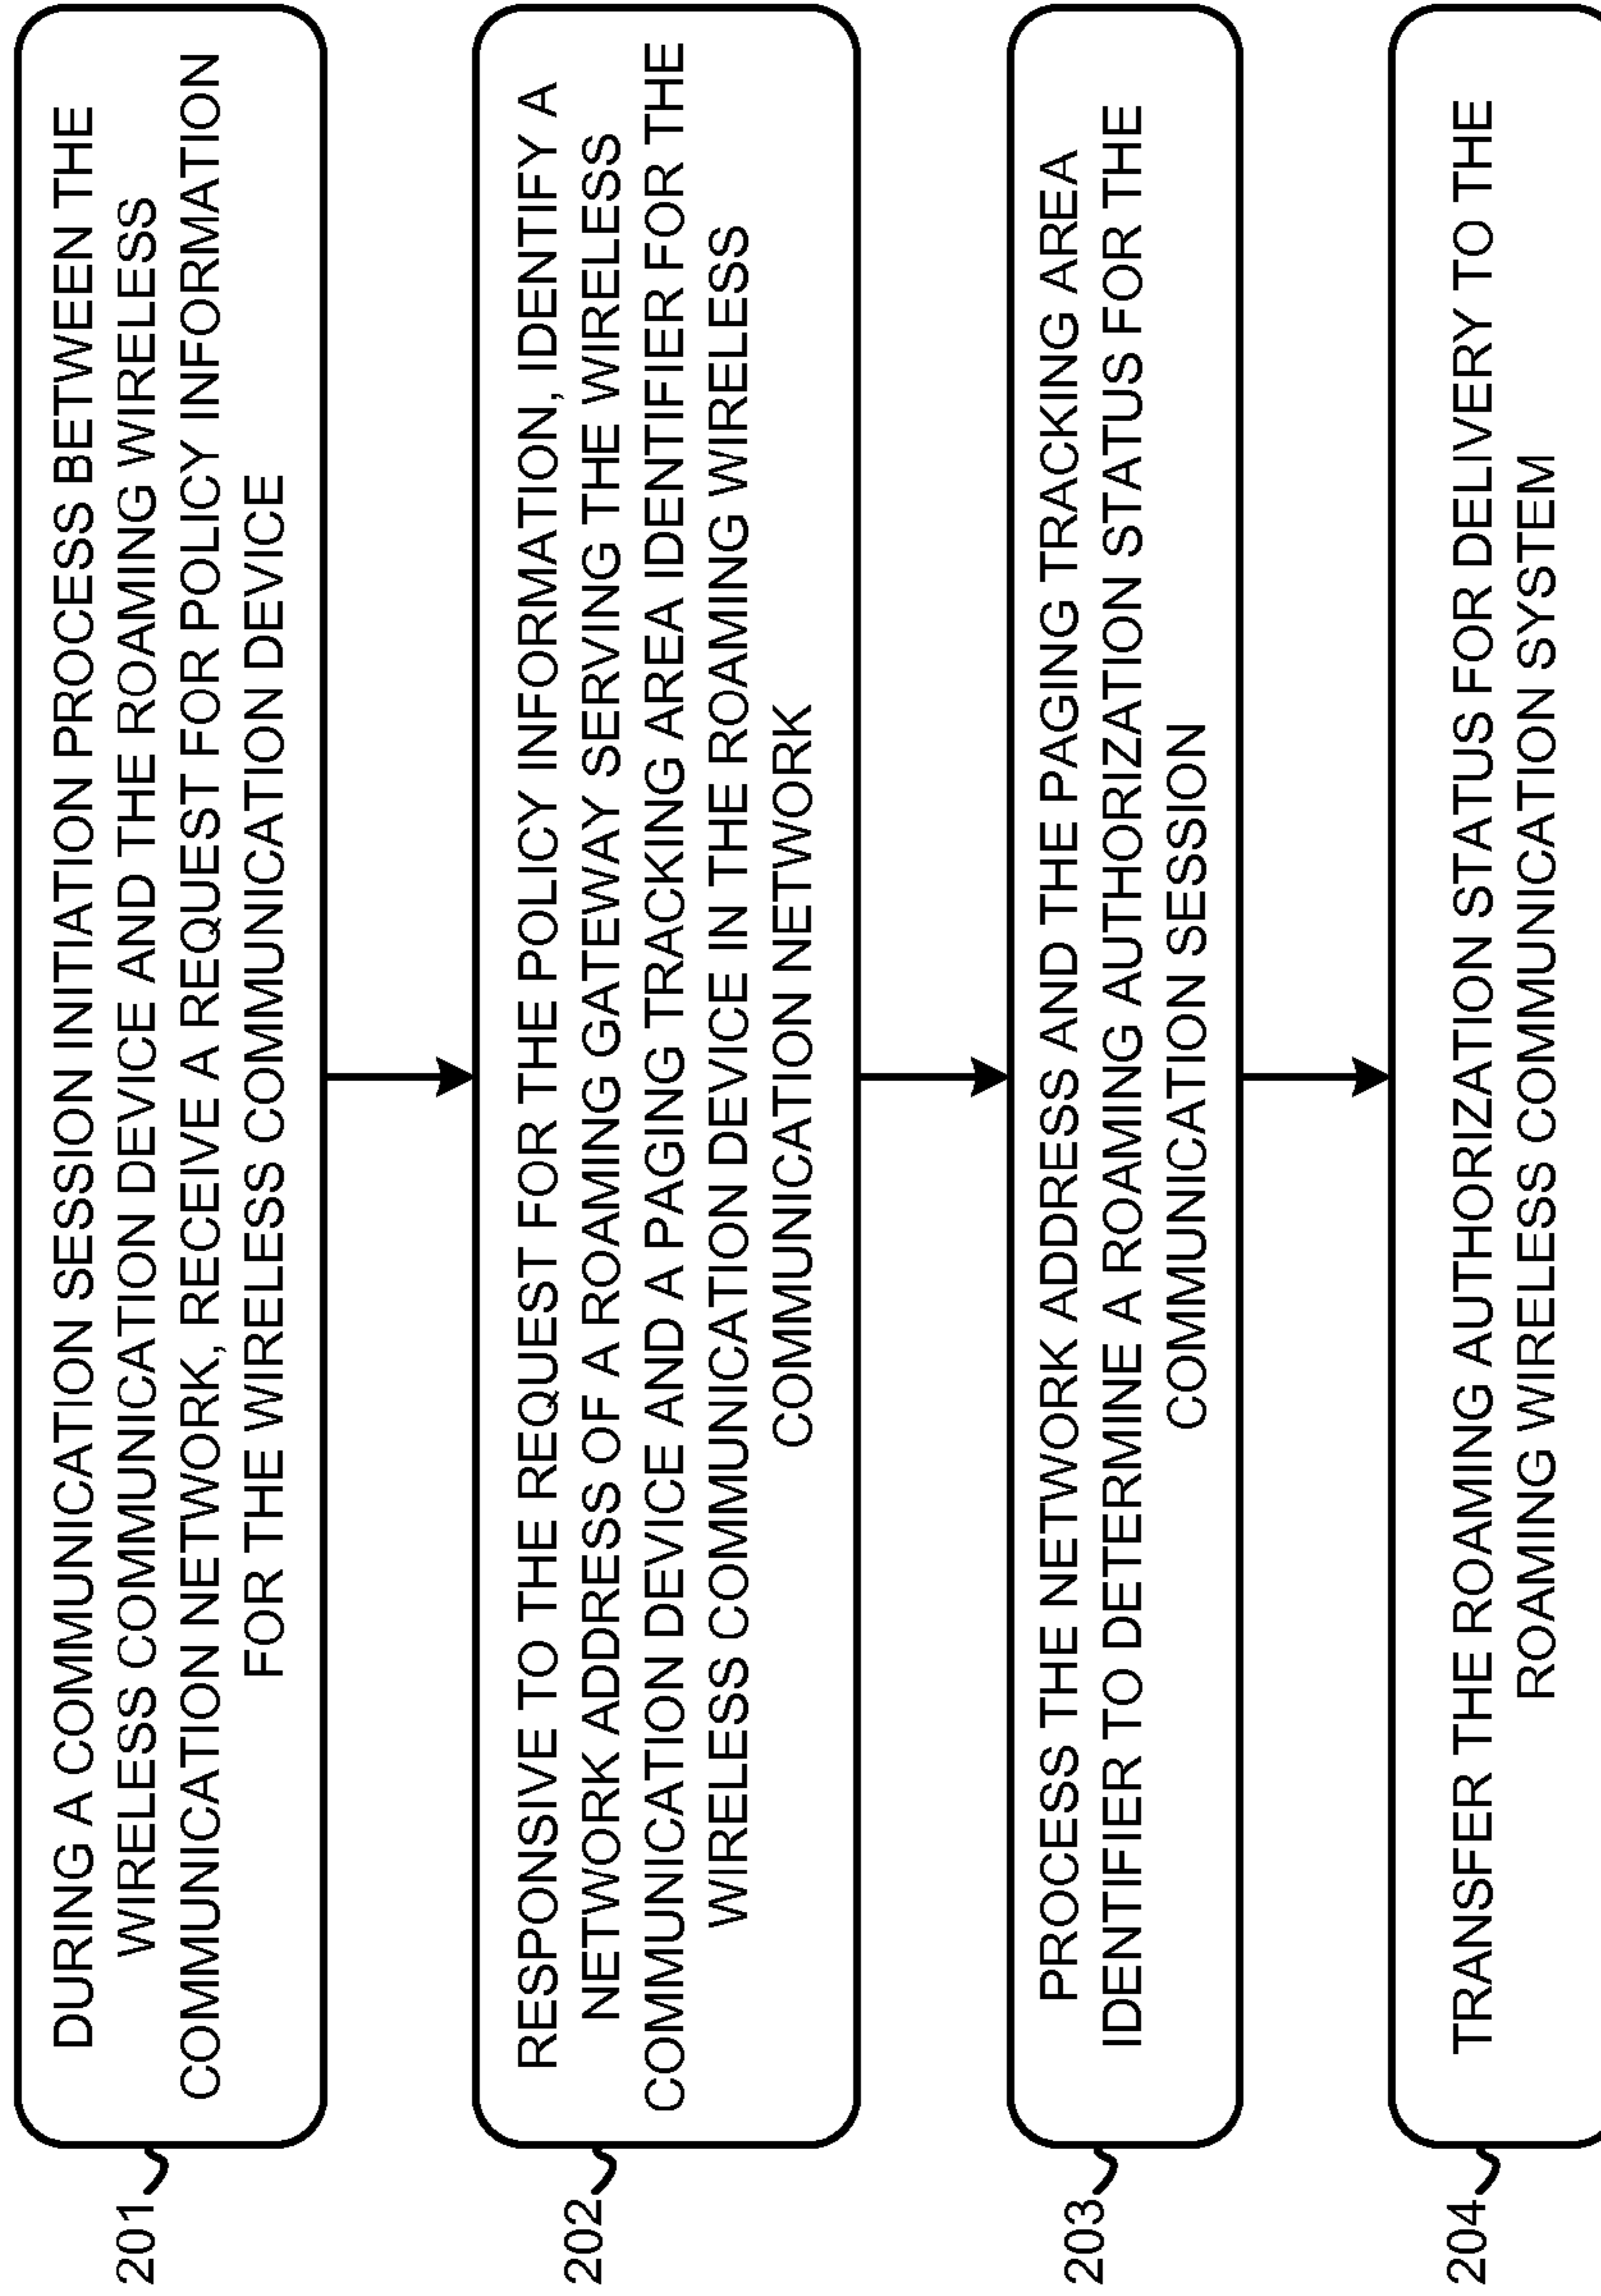 201
DURING A COMMUNICATION SESSION INITIATION PROCESS BETWEEN THE
WIRELESS COMMUNICATION DEVICE AND THE ROAMING WIRELESS
COMMUNICATION NETWORK, RECEIVE A REQUEST FOR POLICY INFORMATION
FOR THE WIRELESS COMMUNICATION DEVICE
202
RESPONSIVE TO THE REQUEST FOR THE POLICY INFORMATION, IDENTIFY A
NETWORK ADDRESS OF A ROAMING GATEWAY SERVING THE WIRELESS
COMMUNICATION DEVICE AND A PAGING TRACKING AREA IDENTIFIER FOR THE
WIRELESS COMMUNICATION DEVICE IN THE ROAMING WIRELESS
COMMUNICATION NETWORK
203
PROCESS THE NETWORK ADDRESS AND THE PAGING TRACKING AREA
IDENTIFIER TO DETERMINE A ROAMING AUTHORIZATION STATUS FOR THE
COMMUNICATION SESSION
204
TRANSFER THE ROAMING AUTHORIZATION STATUS FOR DELIVERY TO THE
ROAMING WIRELESS COMMUNICATION SYSTEM